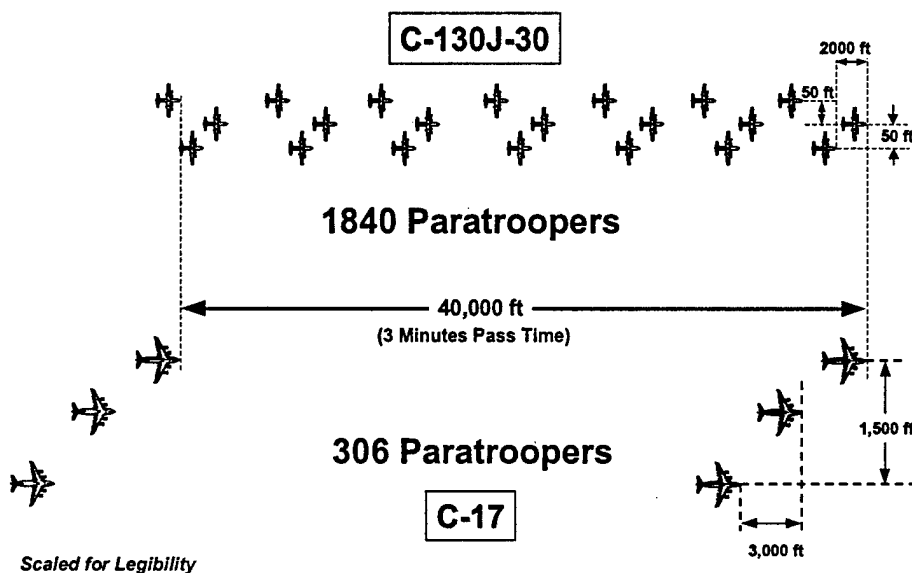 C-130J-30
2000 ft
50 ft
50 ft
1840 Paratroopers
40,000 ft
(3 Minutes Pass Time)
1,500 ft
306 Paratroopers
C-17
3,000 ft
Scaled for Legibility